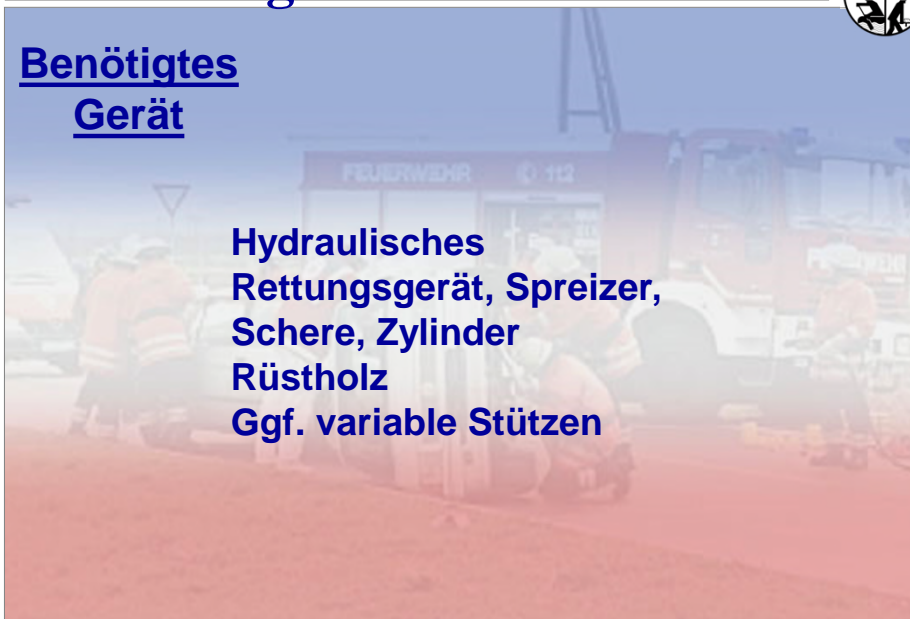 Benötigtes
Gerät
FEUERWEHR 112
Hydraulisches
Rettungsgerät, Spreizer,
Schere, Zylinder
Rüstholz
Ggf. variable Stützen